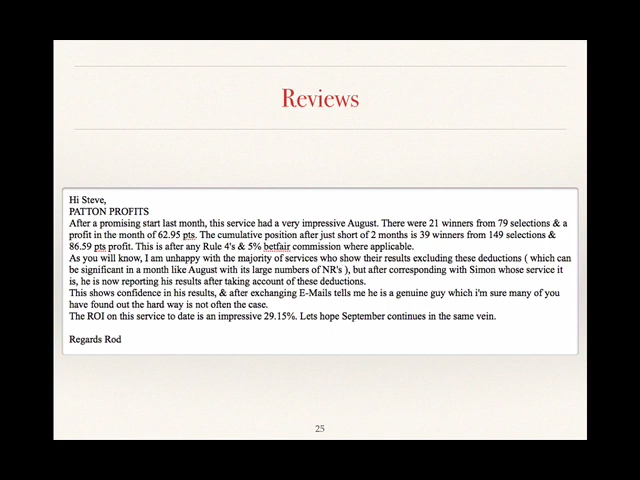 Reviews
Hi Steve,
PATTON PROFITS
After a promising start last month, this service had a very impressive August. There were 21 winners from 79 selections & a
profit in the month of 62.95 pts. The cumulative position after just short of 2 months is 39 winners from 149 selections &
86.59 pts profit. This is after any Rule 4's & 5% betfair commission where applicable.
As you will know, I am unhappy with the majority of services who show their results excluding these deductions ( which can
be significant in a month like August with its large numbers of NR's ), but after corresponding with Simon whose service it
is, he is now reporting his results after taking account of these deductions.
This shows confidence in his results, & after exchanging E-Mails tells me he is a genuine guy which i'm sure many of you
have found out the hard way is not often the case.
The ROI on this service to date is an impressive 29.15%. Lets hope September continues in the same vein.
Regards Rod
25